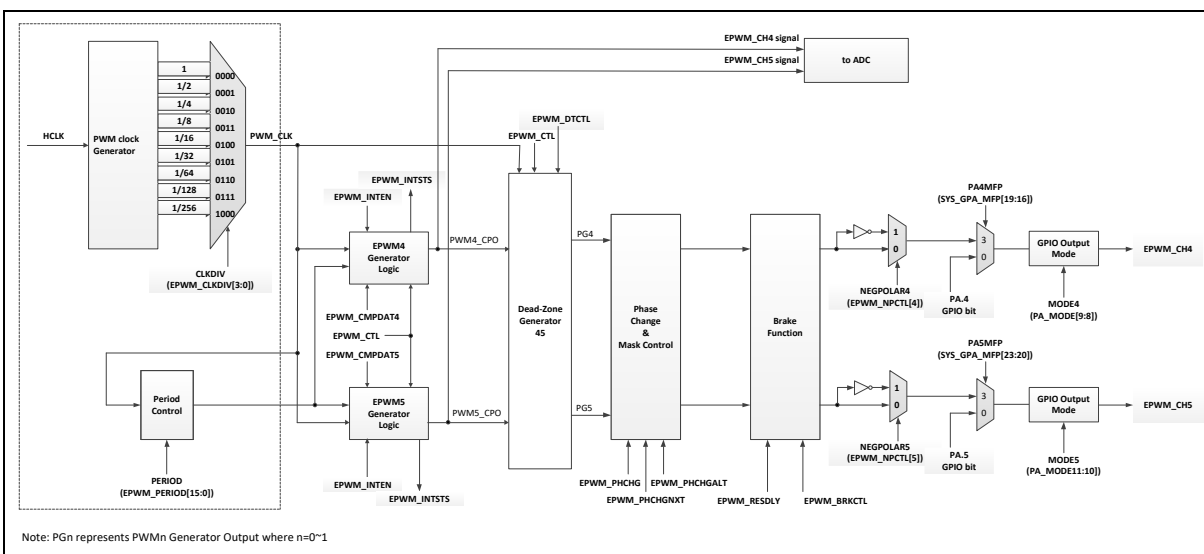 EPWM_CH4 signal
EPWM_CH5 signal
to ADC
HCLK
PWM clock
Generator
1
1/2
1/4
1/8
1/16
1/32
1/64
1/128
1/256
0000
0001
0010
0011
0100
0101
0110
0111
1000
PWM_CLK
CLKDIV
(EPWM_CLKDIV[3:0])
Period
Control
PERIOD
(EPWM_PERIOD[15:0])
EPWM_INTSTS
EPWM_INTEN
EPWM4
Generator
Logic
PWM4_CPO
EPWM_CMPDAT4
EPWM_CTL
EPWM_CMPDAT5
EPWM5
Generator
Logic
PWM5_CPO
EPWM_INTEN
EPWM_INTSTS
EPWM_DTCTL
EPWM_CTL
Dead-Zone
Generator
45
PG4
PG5
Phase
Change
&
Mask Control
EPWM_PHCHG
EPWM_PHCHGALT
EPWM_PHCHGNXT
Brake
Function
EPWM_RESDLY
EPWM_BRKCTL
1
0
NEGPOLAR4
(EPWM_NPCTL[4])
PA4MFP
(SYS_GPA_MFP[19:16])
3
0
PA.4
GPIO bit
GPIO Output
Mode
MODE4
(PA_MODE[9:8])
EPWM_CH4
1
0
NEGPOLAR5
(EPWM_NPCTL[5])
PA5MFP
(SYS_GPA_MFP[23:20])
3
0
PA.5
GPIO bit
GPIO Output
Mode
MODE5
(PA_MODE11:10])
EPWM_CH5
Note: PGn represents PWMn Generator Output where n=0~1